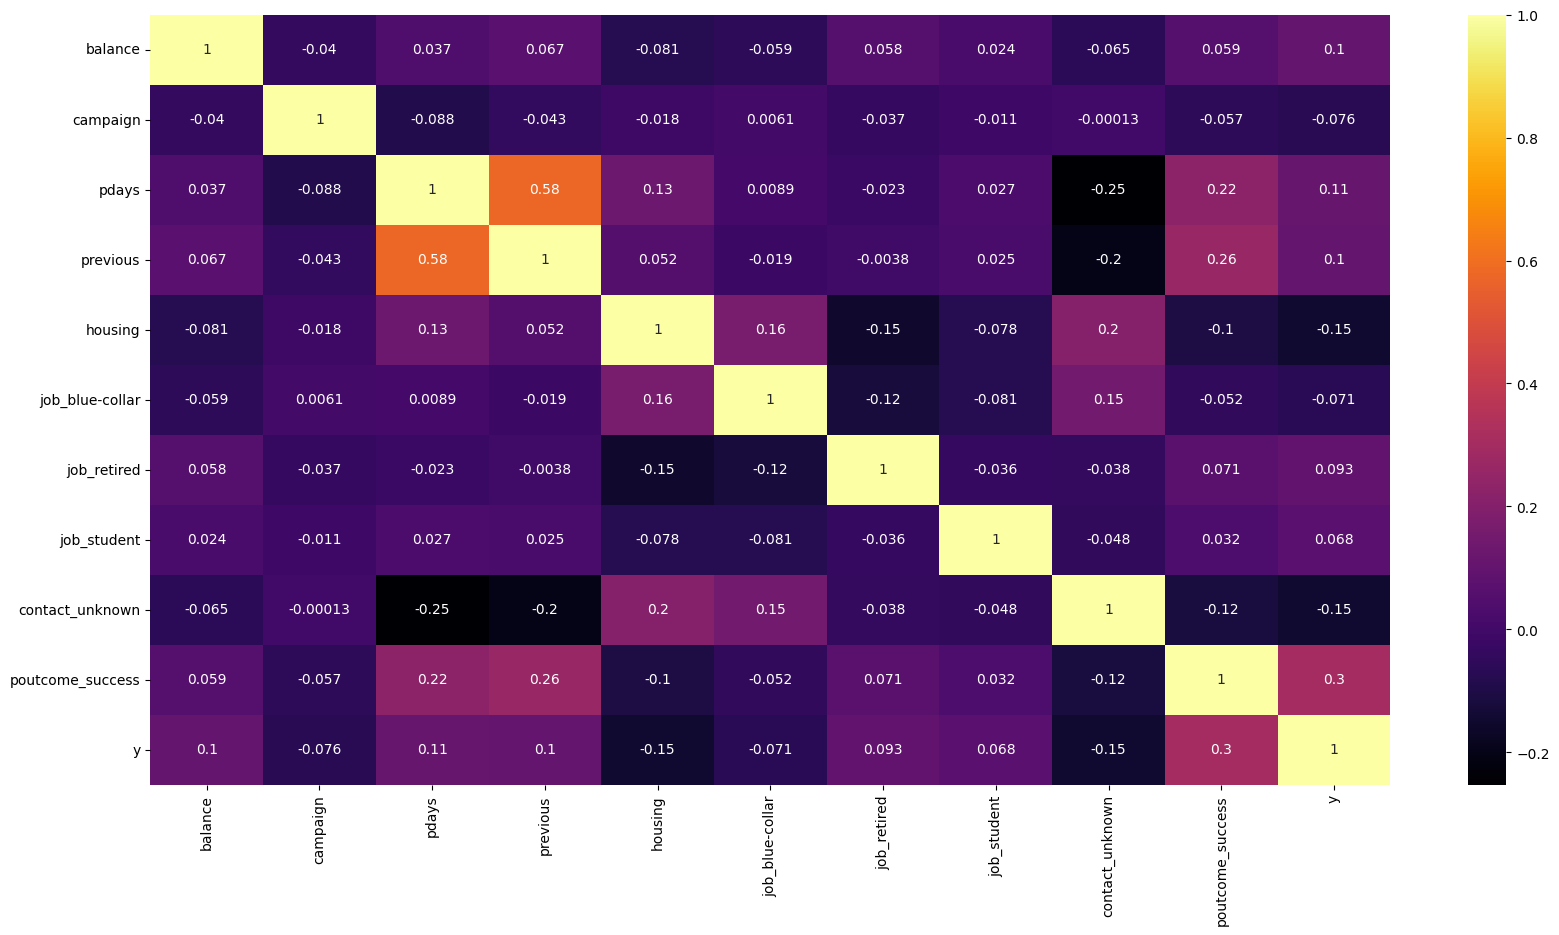 balance 1 -0.04 0.037 0.067 -0.081 -0.059 0.058 0.024 -0.065 0.059 0.1
campaign -0.04 1 -0.088 -0.043 -0.018 0.0061 -0.037 -0.011 -0.00013 -0.057 -0.076
pdays 0.037 -0.088 1 0.58 0.13 0.0089 -0.023 0.027 -0.25 0.22 0.11
previous 0.067 -0.043 0.58 1 0.052 -0.019 -0.0038 0.025 -0.2 0.26 0.1
housing -0.081 -0.018 0.13 0.052 1 0.16 -0.15 -0.078 0.2 -0.1 -0.15
job_blue-collar -0.059 0.0061 0.0089 -0.019 0.16 1 -0.12 -0.081 0.15 -0.052 -0.071
job_retired 0.058 -0.037 -0.023 -0.0038 -0.15 -0.12 1 -0.036 -0.038 0.071 0.093
job_student 0.024 -0.011 0.027 0.025 -0.078 -0.081 -0.036 1 -0.048 0.032 0.068
contact_unknown -0.065 -0.00013 -0.25 -0.2 0.2 0.15 -0.038 -0.048 1 -0.12 -0.15
poutcome_success 0.059 -0.057 0.22 0.26 -0.1 -0.052 0.071 0.032 -0.12 1 0.3
y 0.1 -0.076 0.11 0.1 -0.15 -0.071 0.093 0.068 -0.15 0.3 1
balance
campaign
pdays
previous
housing
job_blue-collar
job_retired
job_student
contact_unknown
poutcome_success
y
1.0
0.8
0.6
0.4
0.2
0.0
−0.2